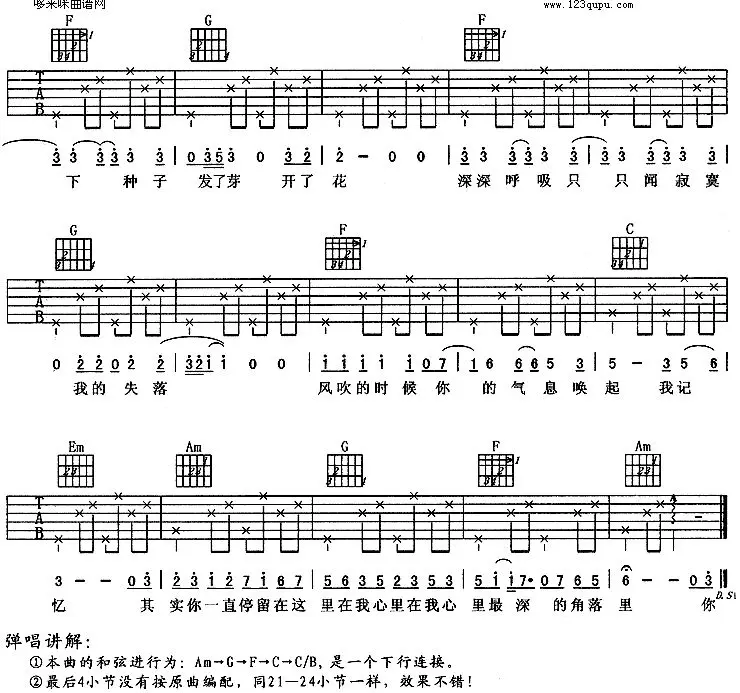 哆来咪曲谱网 www.123qupu.com
F G F
T A B
3 3 3 3 3 3 | 0 3 5 3 0 3 2 | 2 - 0 0 | 3 3 3 3 3 3 | 3 3 3 3 3
下 种 子 发了芽 开了 花 深深呼 吸只 只闻寂寞
G F C
T A B
0 2 2 0 2 2 | 3 2 1 1 0 0 | 1 1 1 1 1 0 7 | 1 6 6 6 5 3 | 5 - 3 5 6
我的 失落 风吹的时候你 的气息唤起 我记
Em Am G F Am
T A B
3 - - 0 3 | 2 3 1 2 7 1 6 7 | 5 6 3 5 2 3 1 2 | 5 1 1 7· 0 7 6 5 | 6 - - 0 3
忆 其 实你一直停留在这 里在我心里在我心 里最深 的角落里 你
弹唱讲解:
①本曲的和弦进行为: Am→G→F→C→C/B, 是一个下行连接。
②最后4小节没有按原曲编配, 同21—24小节一样, 效果不错!